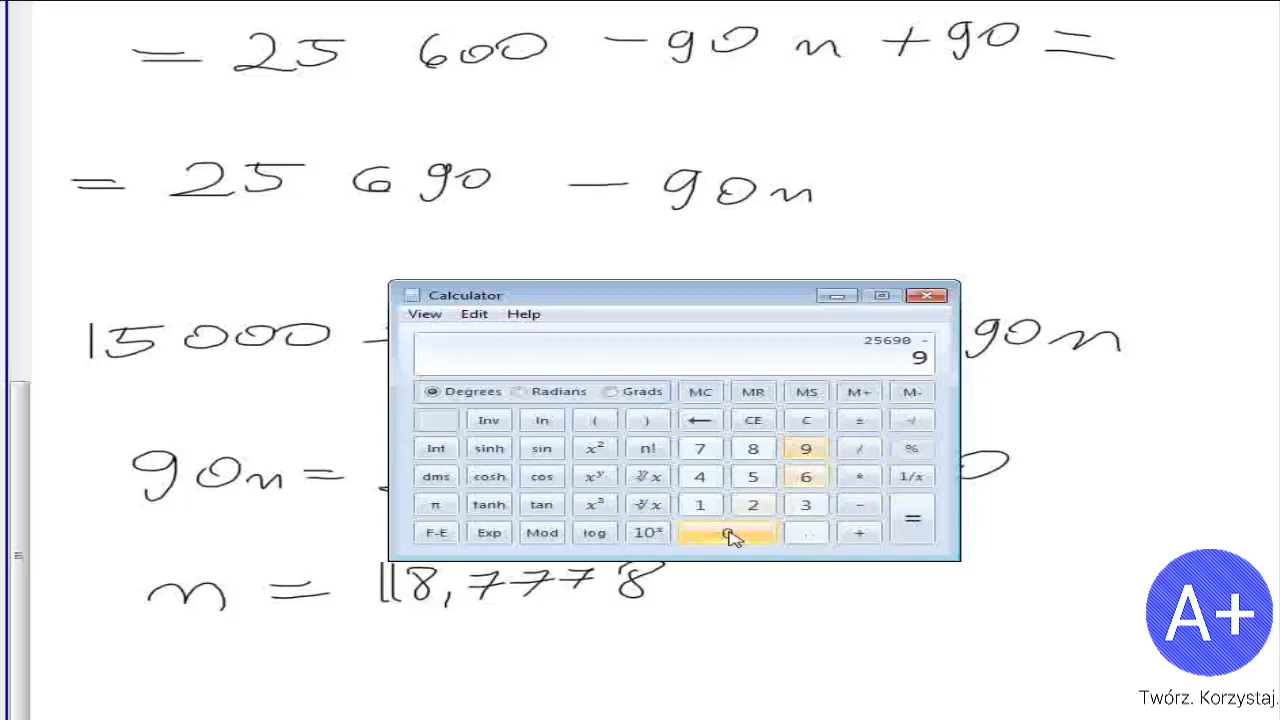 = 25 600 - 90 n + 90 =
= 25 690 - 90n
15 000 =
90n
90n =
0
n = 118,7778
Calculator
View Edit Help
25690 -
9
Degrees Radians Grads MC MR MS M+ M-
Inv ln ( ) ← CE C ±
Int sinh sin x² n! 7 8 9 / %
dms cosh cos xʸ ʸ√x 4 5 6 * 1/x
π tanh tan x³ ³√x 1 2 3 - =
F-E Exp Mod log 10ˣ 0 . +
A+
Twórz. Korzystaj.